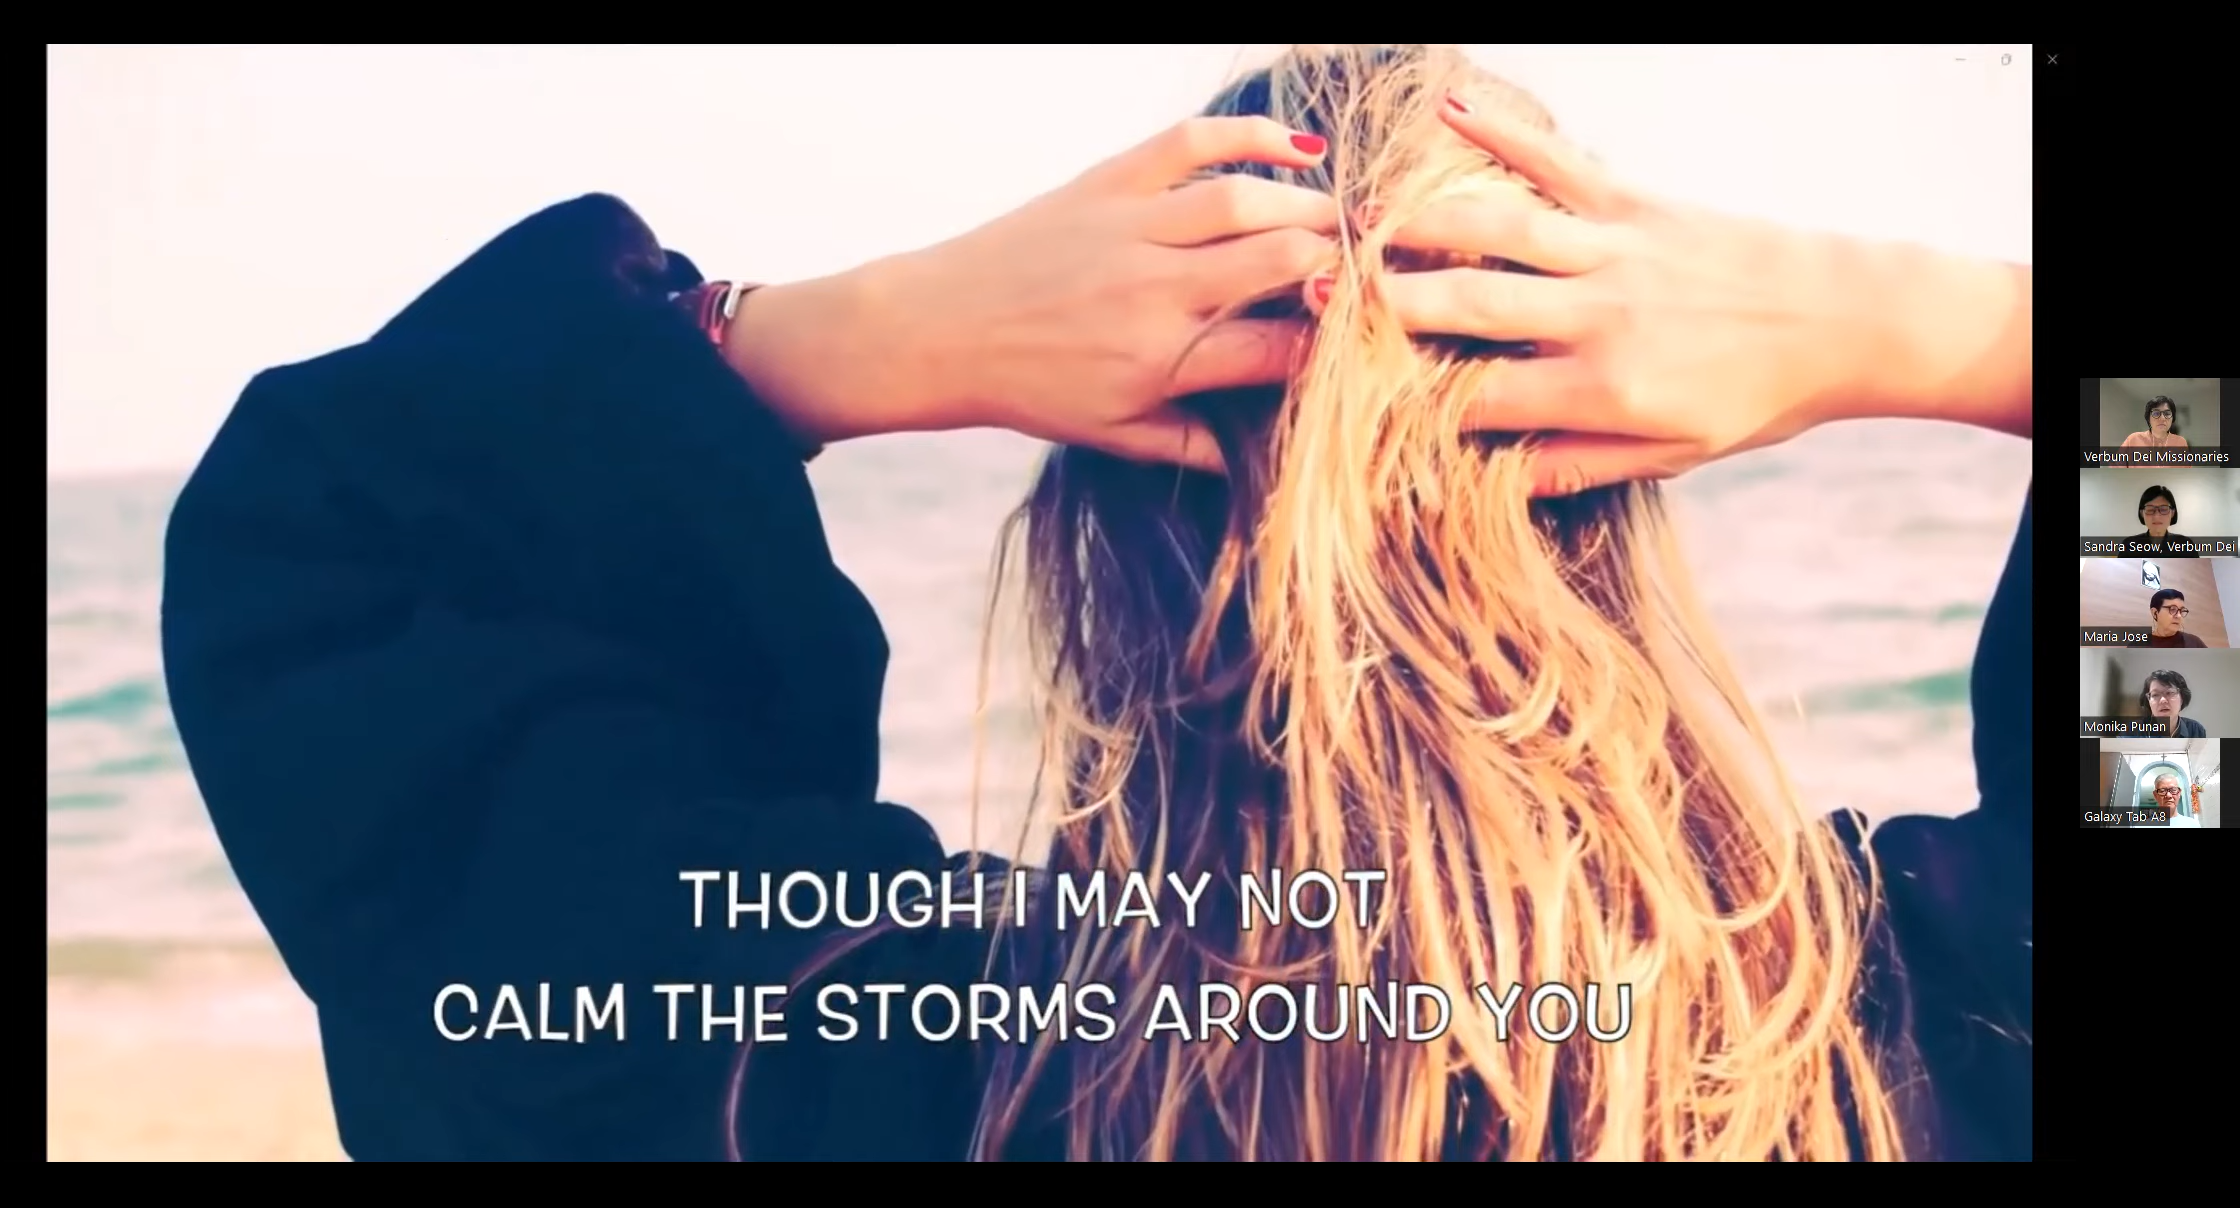 THOUGH I MAY NOT
CALM THE STORMS AROUND YOU
Verbum Dei Missionaries
Sandra Seow, Verbum Dei
Maria Jose
Monika Punan
Galaxy Tab A8